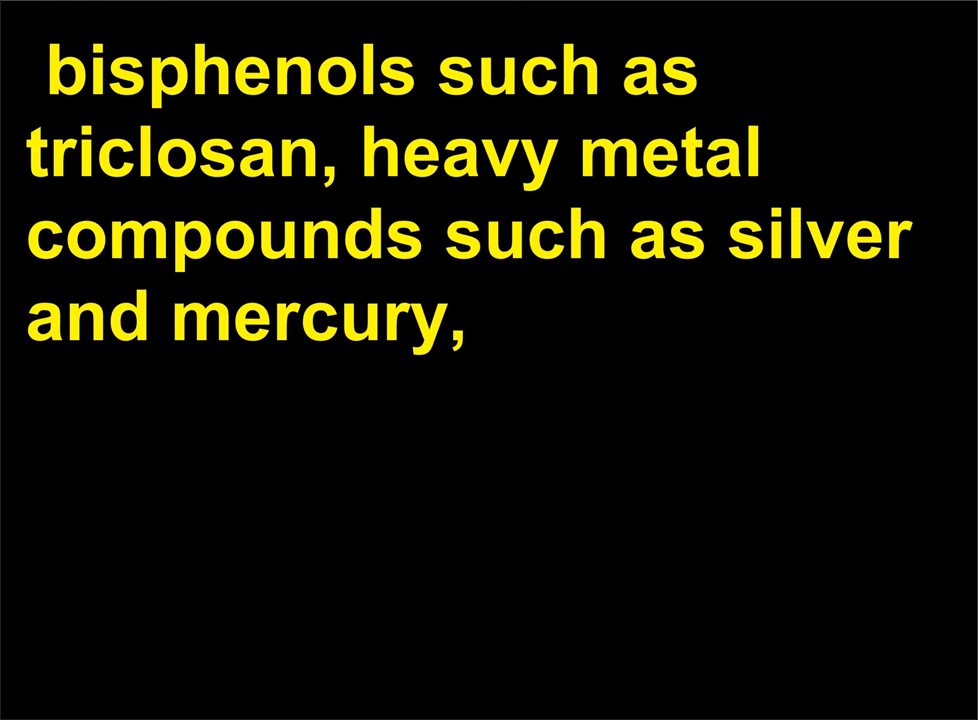 bisphenols such as
triclosan, heavy metal
compounds such as silver
and mercury,